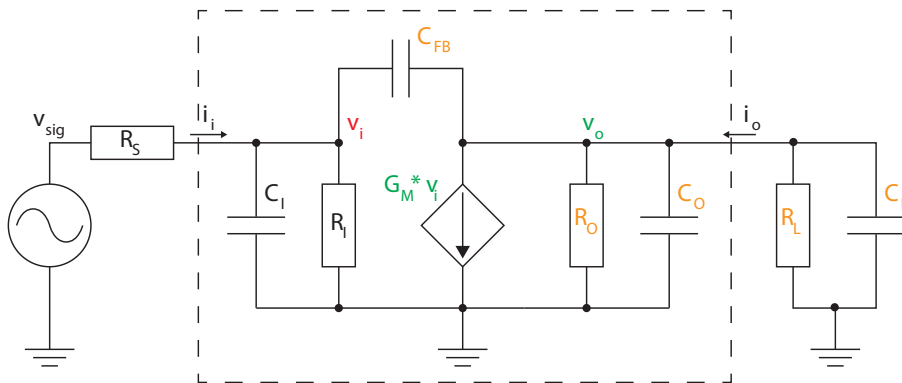 C_FB
v_sig
i_i
v_i
v_o
i_o
R_S
C_I
R_I
G_M* v_i
R_O
C_O
R_L
C